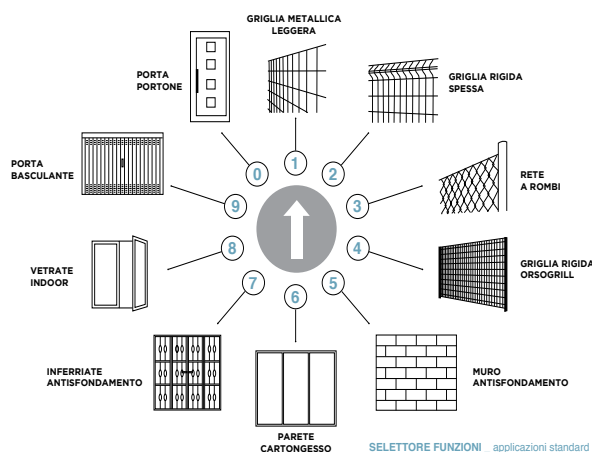 GRIGLIA METALLICA
LEGGERA
PORTA
PORTONE
GRIGLIA RIGIDA
SPESSA
PORTA
BASCULANTE
RETE
A ROMBI
VETRATE
INDOOR
GRIGLIA RIGIDA
ORSOGRILL
INFERRIATE
ANTISFONDAMENTO
MURO
ANTISFONDAMENTO
PARETE
CARTONGESSO
0
1
2
3
4
5
6
7
8
9
SELETTORE FUNZIONI _ applicazioni standard